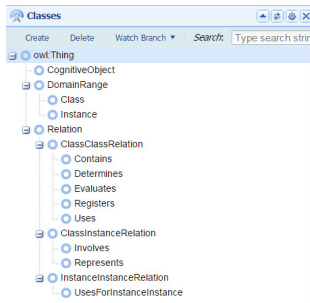 Classes
Create Delete Watch Branch Search: Type search strin
owl:Thing
CognitiveObject
DomainRange
Class
Instance
Relation
ClassClassRelation
Contains
Determines
Evaluates
Registers
Uses
ClassInstanceRelation
Involves
Represents
InstanceInstanceRelation
UsesForInstanceInstance